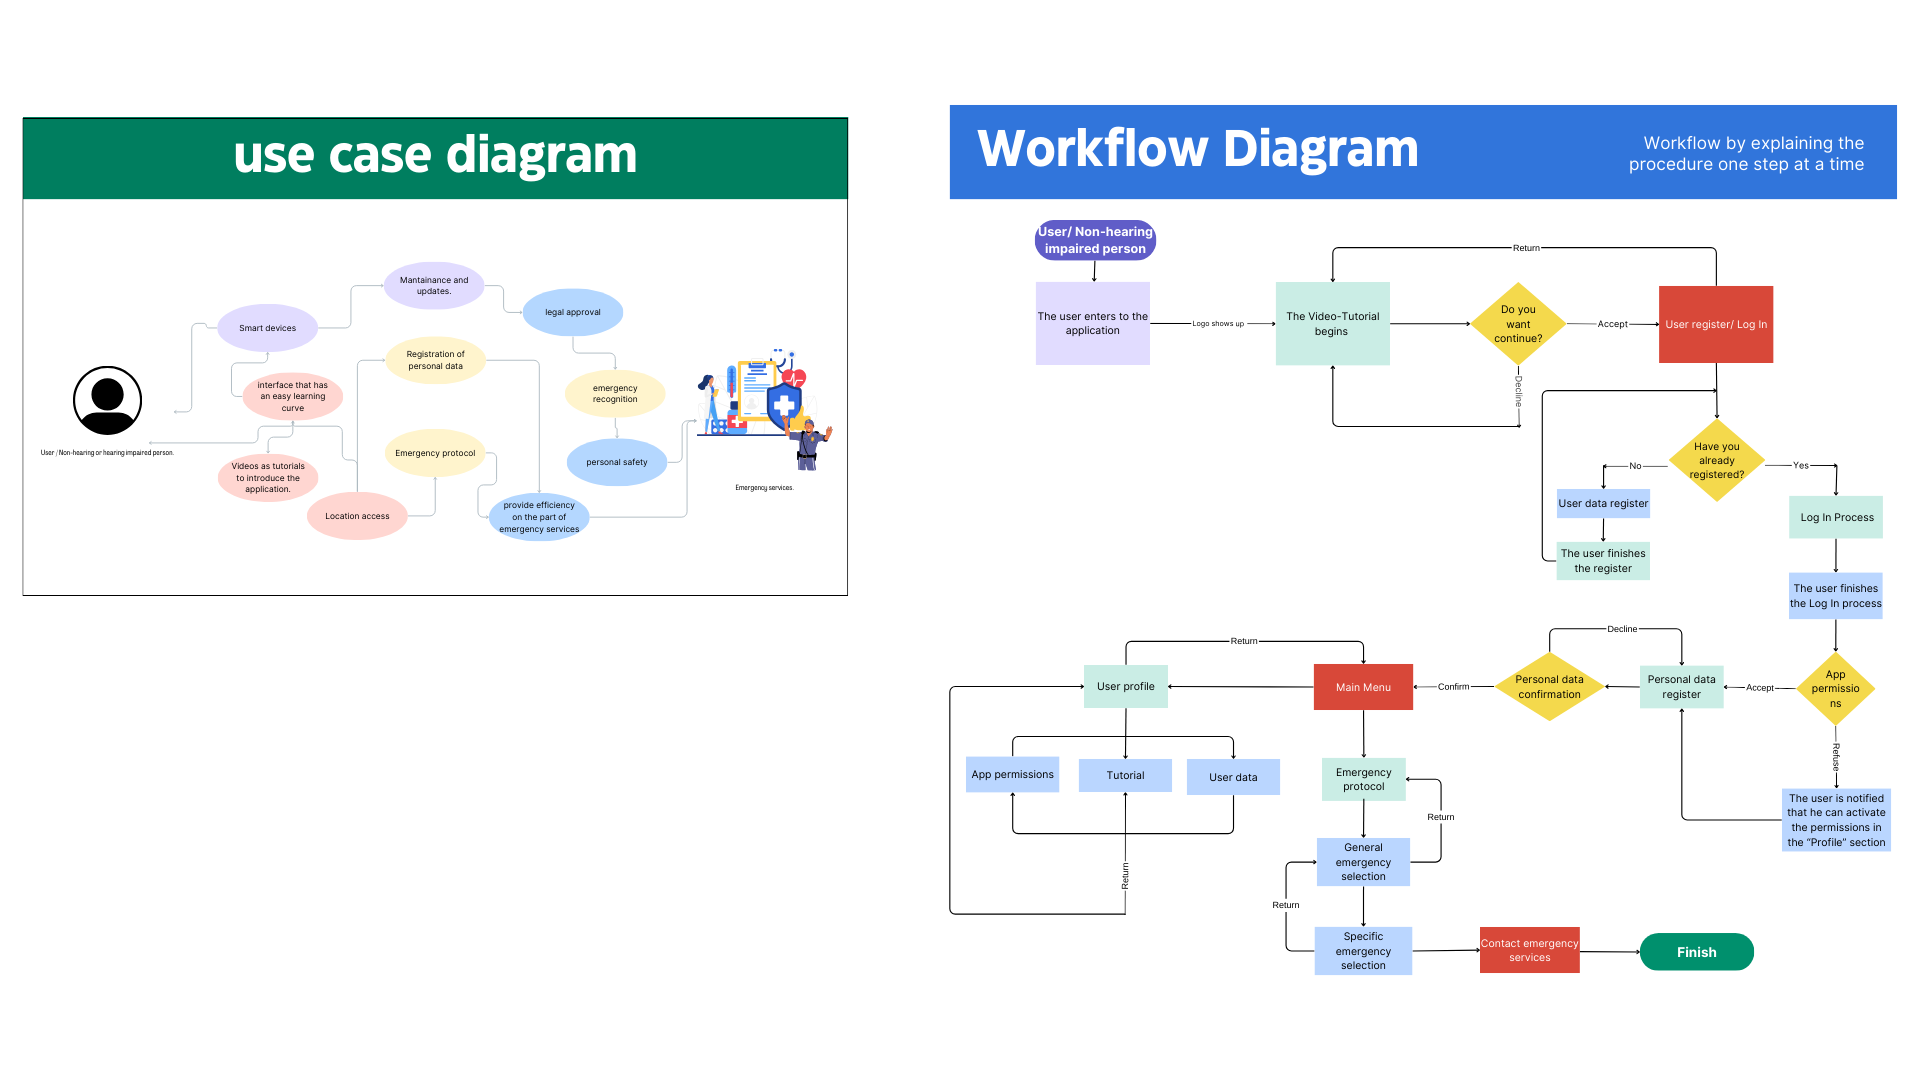 use case diagram
Mantainance and
updates.
legal approval
Smart devices
Registration of
personal data
interface that has
an easy learning
curve
emergency
recognition
User / Non-hearing or hearing impaired person.
Emergency protocol
personal safety
Videos as tutorials
to introduce the
application.
Location access
provide efficiency
on the part of
emergency services
Emergency services.
Workflow Diagram
Workflow by explaining the
procedure one step at a time
User/ Non-hearing
impaired person
The user enters to the
application
Logo shows up
The Video-Tutorial
begins
Return
Do you
want
continue?
Accept
Decline
User register/ Log In
Have you
already
registered?
No
Yes
User data register
The user finishes
the register
Log In Process
The user finishes
the Log In process
App
permissio
ns
Accept
Refuse
The user is notified
that he can activate
the permissions in
the “Profile” section
Personal data
register
Decline
Personal data
confirmation
Confirm
Main Menu
Return
User profile
App permissions
Tutorial
User data
Return
Emergency
protocol
Return
General
emergency
selection
Return
Specific
emergency
selection
Contact emergency
services
Finish